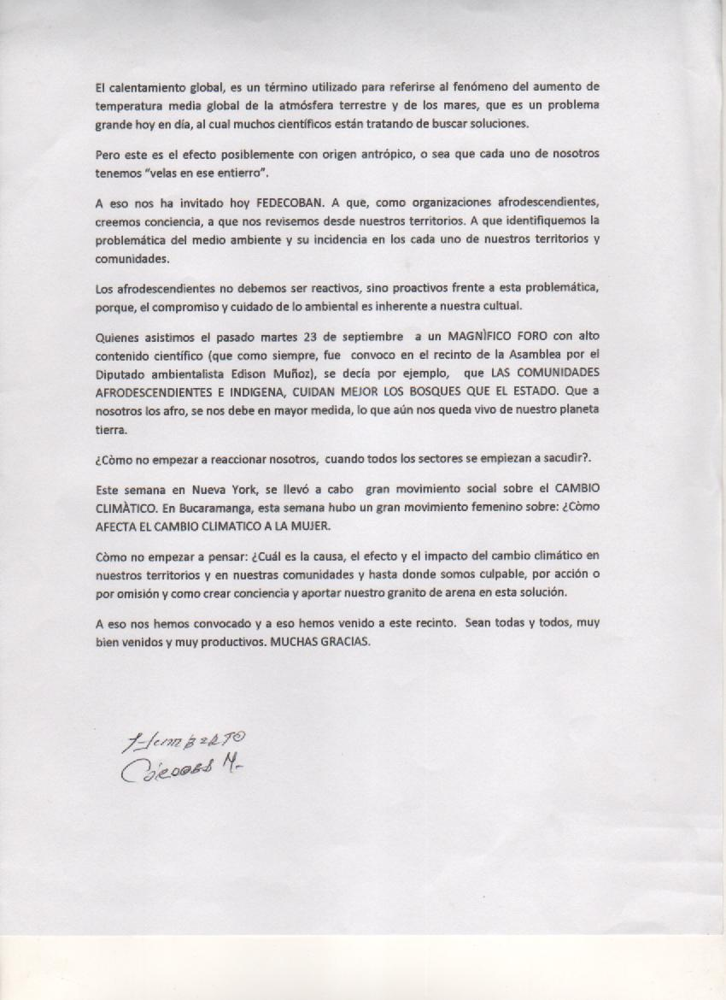 El calentamiento global, es un término utilizado para referirse al fenómeno del aumento de
temperatura media global de la atmósfera terrestre y de los mares, que es un problema
grande hoy en día, al cual muchos científicos están tratando de buscar soluciones.
Pero este es el efecto posiblemente con origen antrópico, o sea que cada uno de nosotros
tenemos “velas en ese entierro”.
A eso nos ha invitado hoy FEDECOBAN. A que, como organizaciones afrodescendientes,
creemos conciencia, a que nos revisemos desde nuestros territorios. A que identifiquemos la
problemática del medio ambiente y su incidencia en los cada uno de nuestros territorios y
comunidades.
Los afrodescendientes no debemos ser reactivos, sino proactivos frente a esta problemática,
porque, el compromiso y cuidado de lo ambiental es inherente a nuestra cultual.
Quienes asistimos el pasado martes 23 de septiembre a un MAGNÌFICO FORO con alto
contenido científico (que como siempre, fue convoco en el recinto de la Asamblea por el
Diputado ambientalista Edison Muñoz), se decía por ejemplo, que LAS COMUNIDADES
AFRODESCENDIENTES E INDIGENA, CUIDAN MEJOR LOS BOSQUES QUE EL ESTADO. Que a
nosotros los afro, se nos debe en mayor medida, lo que aún nos queda vivo de nuestro planeta
tierra.
¿Còmo no empezar a reaccionar nosotros, cuando todos los sectores se empiezan a sacudir?.
Este semana en Nueva York, se llevó a cabo gran movimiento social sobre el CAMBIO
CLIMÀTICO. En Bucaramanga, esta semana hubo un gran movimiento femenino sobre: ¿Còmo
AFECTA EL CAMBIO CLIMATICO A LA MUJER.
Còmo no empezar a pensar: ¿Cuál es la causa, el efecto y el impacto del cambio climático en
nuestros territorios y en nuestras comunidades y hasta donde somos culpable, por acción o
por omisión y como crear conciencia y aportar nuestro granito de arena en esta solución.
A eso nos hemos convocado y a eso hemos venido a este recinto. Sean todas y todos, muy
bien venidos y muy productivos. MUCHAS GRACIAS.
HUMBERTO
M.